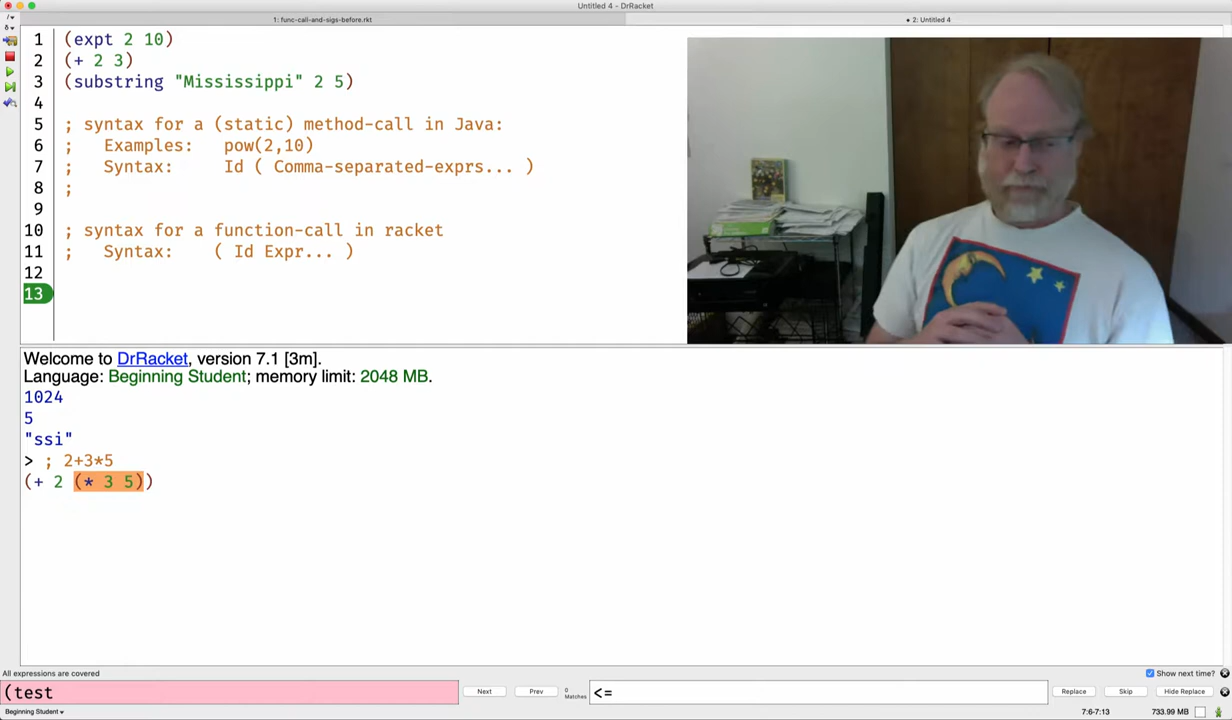 Untitled 4 - DrRacket
1: func-call-and-sigs-before.rkt
• 2: Untitled 4
1 (expt 2 10)
2 (+ 2 3)
3 (substring "Mississippi" 2 5)
4
5 ; syntax for a (static) method-call in Java:
6 ;   Examples:   pow(2,10)
7 ;   Syntax:     Id ( Comma-separated-exprs... )
8 ;
9
10 ; syntax for a function-call in racket
11 ;   Syntax:    ( Id Expr... )
12
13
Welcome to DrRacket, version 7.1 [3m].
Language: Beginning Student; memory limit: 2048 MB.
1024
5
"ssi"
> ; 2+3*5
(+ 2 (* 3 5))
All expressions are covered
Show next time?
(test
Next
Prev
0 Matches
<=
Replace
Skip
Hide Replace
Beginning Student
7:6-7:13
733.99 MB